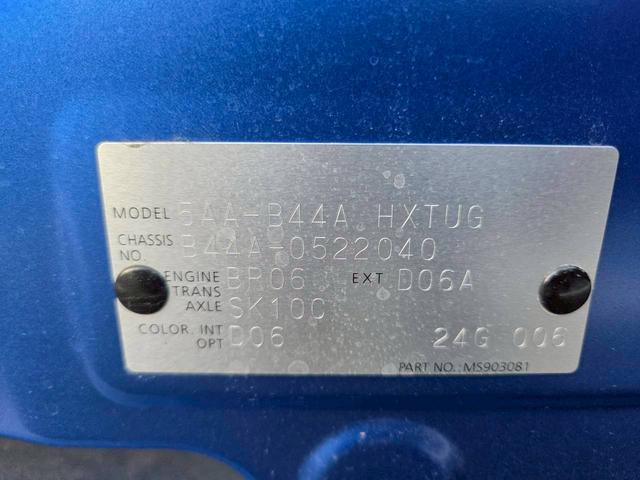 MODEL 5AA-B44A HXTUG
CHASSIS NO. B44A-0522040
ENGINE BR06 EXT D06A
TRANS AXLE SK10C
COLOR. INT OPT D06 24G 006
PART NO.: MS903081